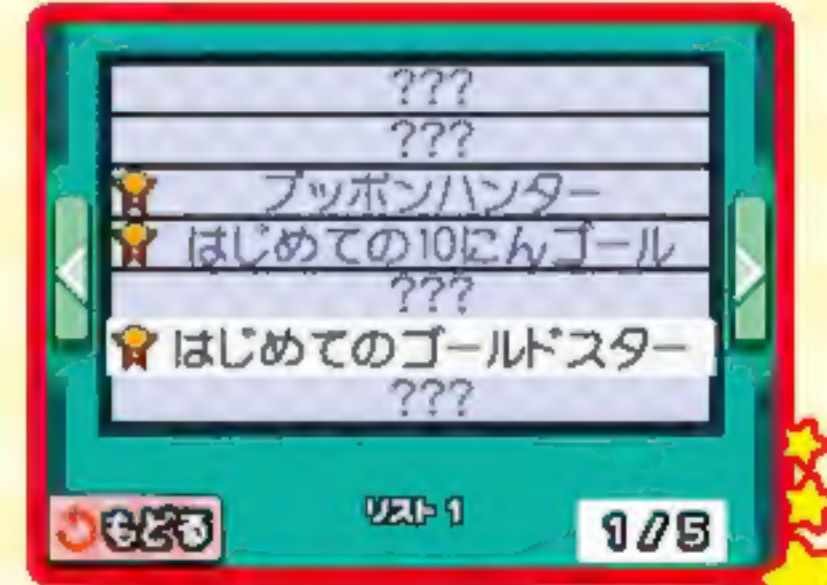 ???
???
ブッポンハンター
はじめての10にんゴール
???
はじめてのゴールドスター
???
リスト1
もどる
1/5